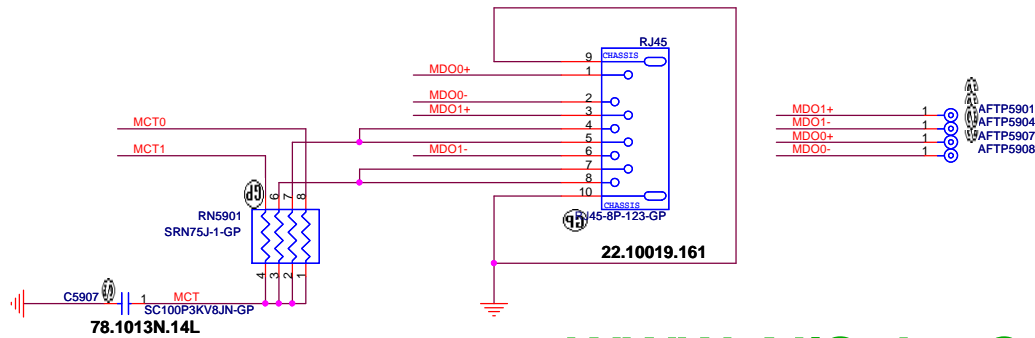 RJ45
9
CHASSIS
MDO0+
1
MDO0-
2
MDO1+
3
4
5
MDO1-
6
7
8
10
CHASSIS
RJ45-8P-123-GP
22.10019.161
MCT0
MCT1
5
6
7
8
RN5901
SRN75J-1-GP
4
3
2
1
C5907
1
MCT
SC100P3KV8JN-GP
78.1013N.14L
MDO1+
1
AFTP5901
MDO1-
1
AFTP5904
MDO0+
1
AFTP5907
MDO0-
1
AFTP5908